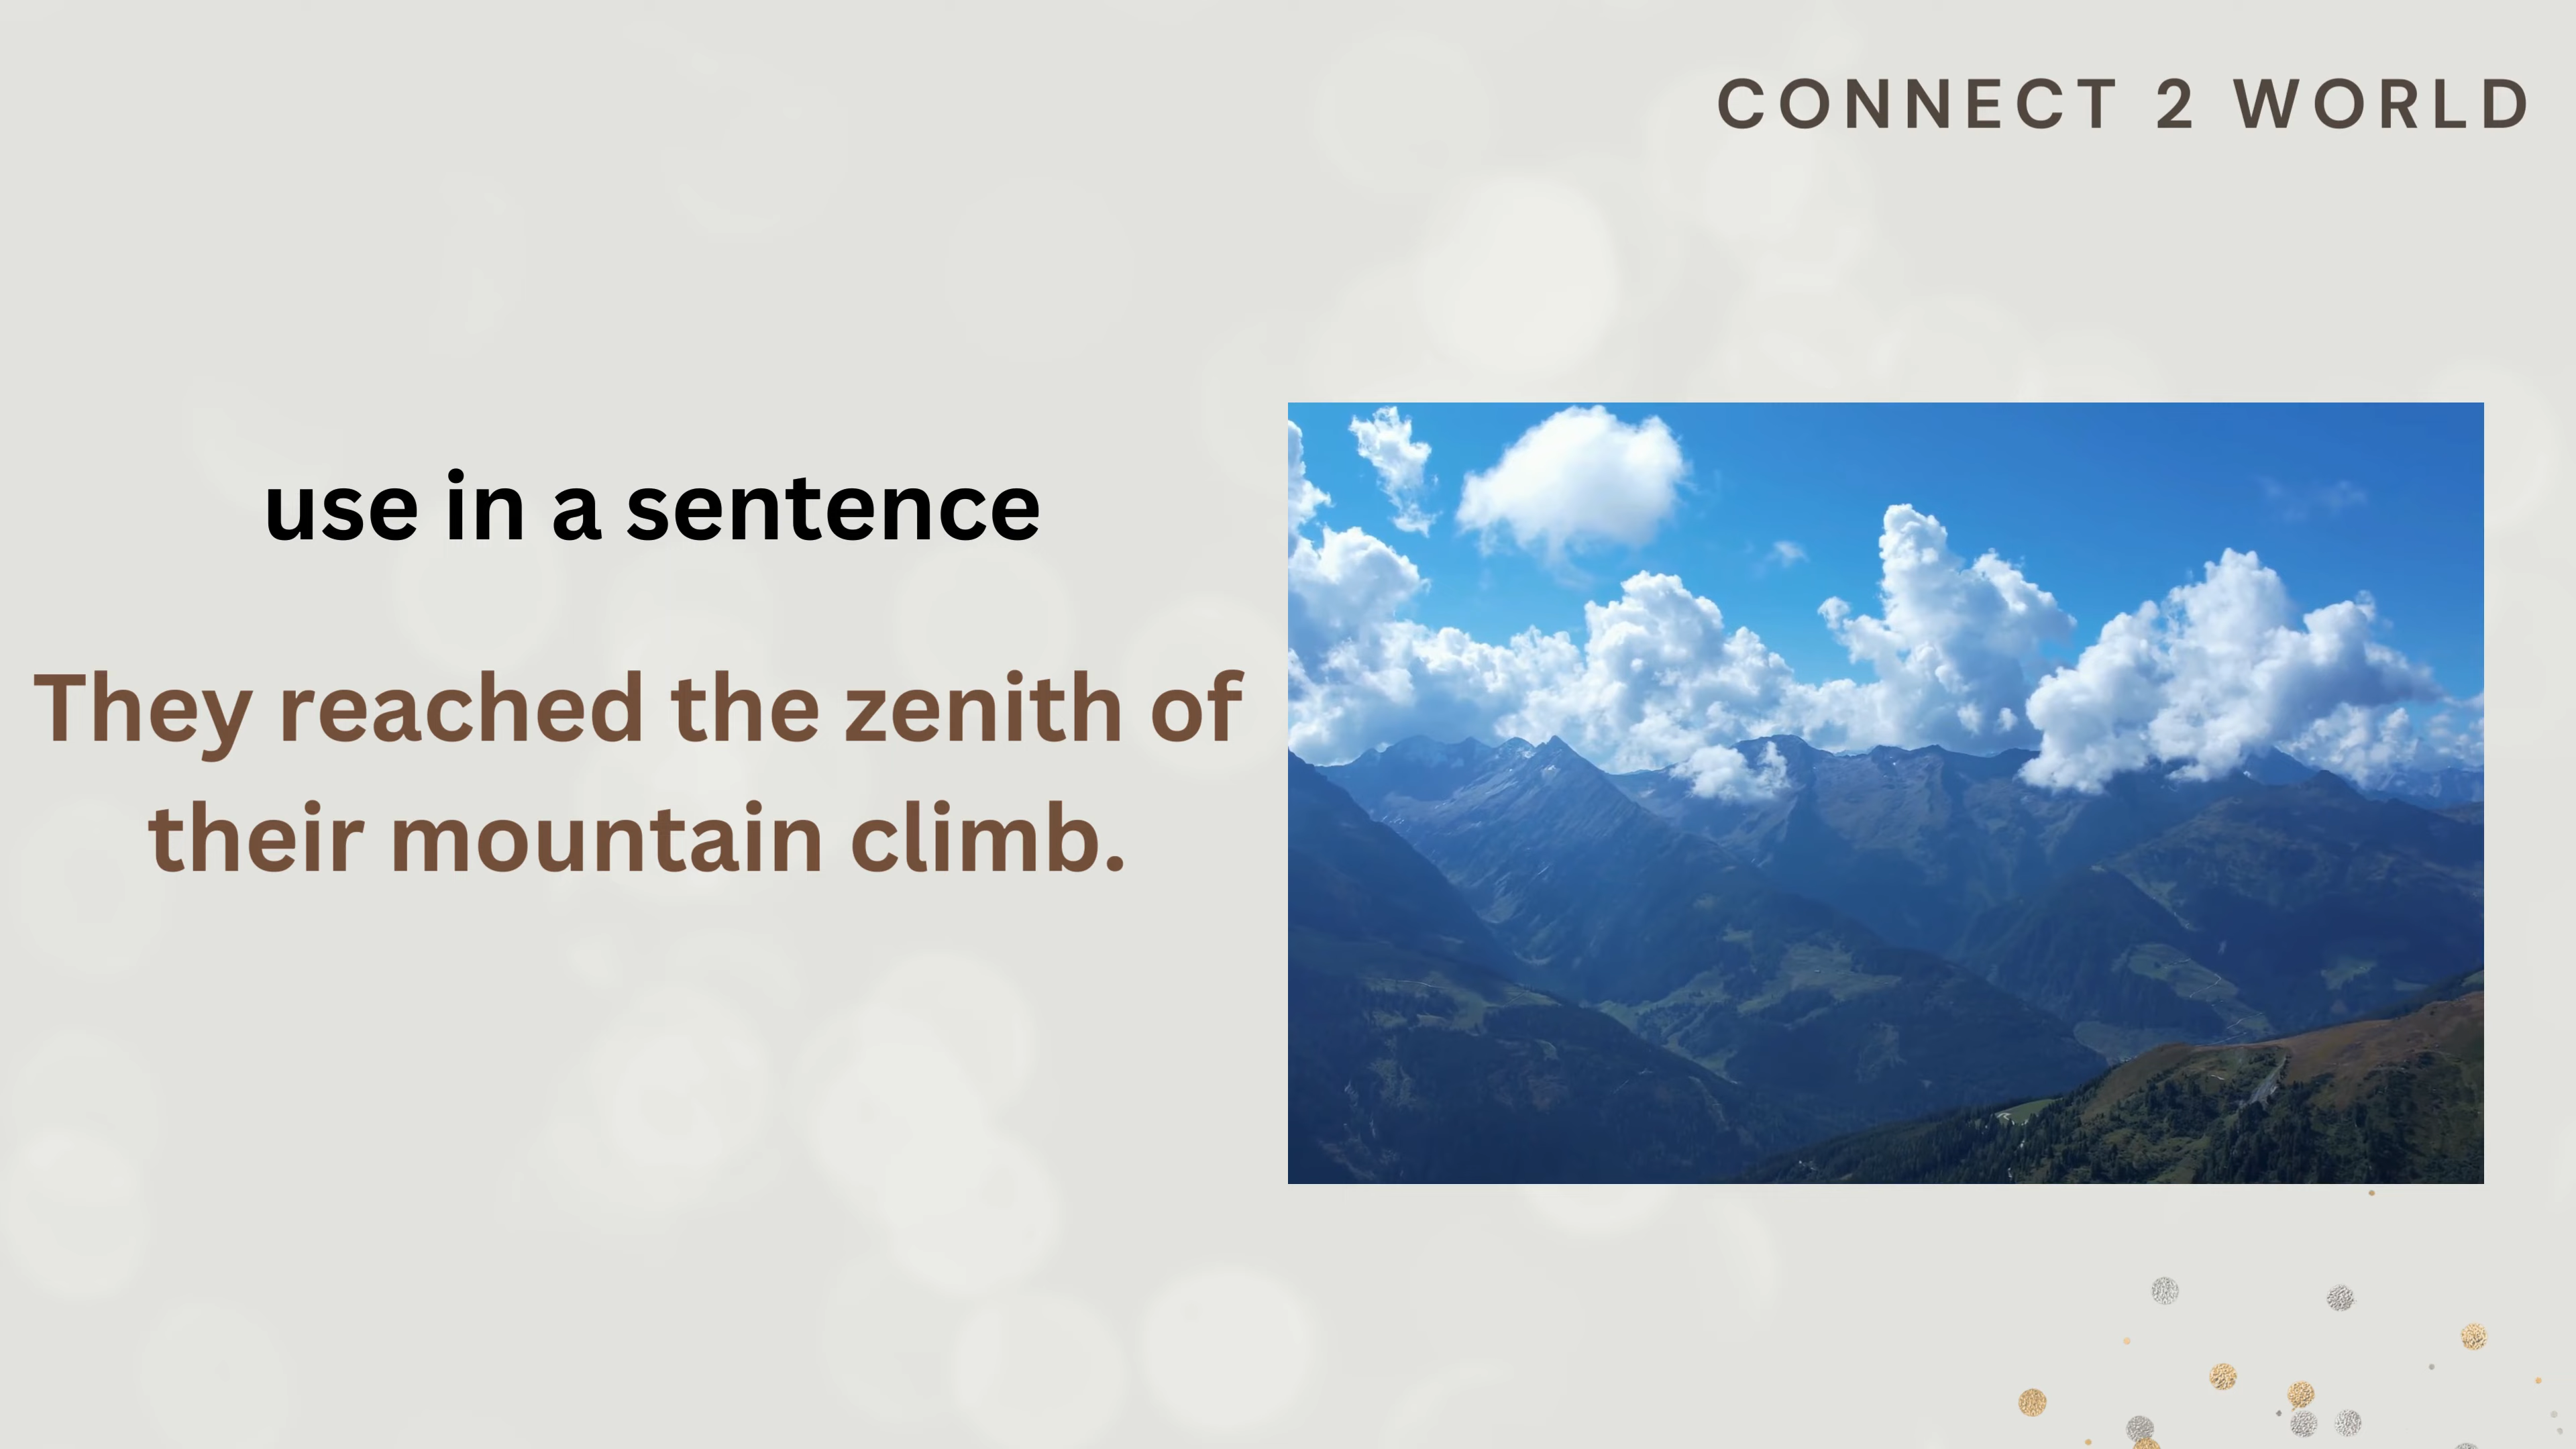 CONNECT 2 WORLD
use in a sentence
They reached the zenith of
their mountain climb.